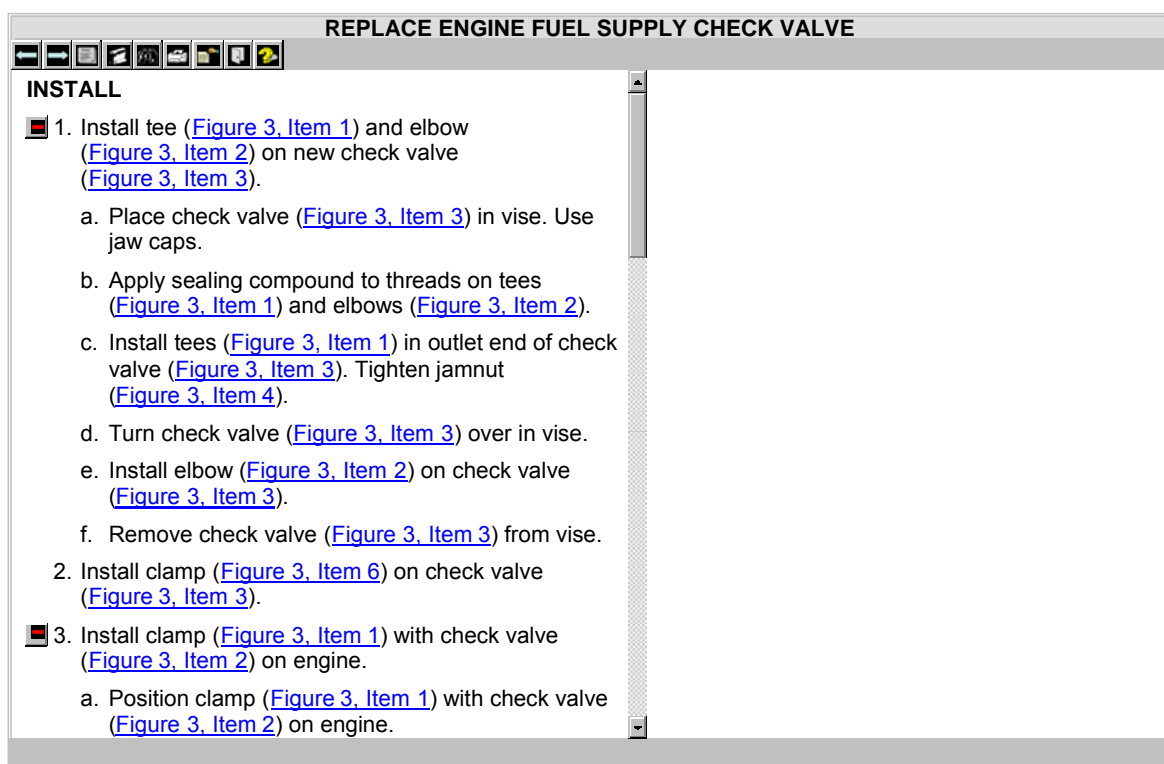 REPLACE ENGINE FUEL SUPPLY CHECK VALVE
INSTALL
1. Install tee (Figure 3, Item 1) and elbow
(Figure 3, Item 2) on new check valve
(Figure 3, Item 3).
a. Place check valve (Figure 3, Item 3) in vise. Use
jaw caps.
b. Apply sealing compound to threads on tees
(Figure 3, Item 1) and elbows (Figure 3, Item 2).
c. Install tees (Figure 3, Item 1) in outlet end of check
valve (Figure 3, Item 3). Tighten jamnut
(Figure 3, Item 4).
d. Turn check valve (Figure 3, Item 3) over in vise.
e. Install elbow (Figure 3, Item 2) on check valve
(Figure 3, Item 3).
f. Remove check valve (Figure 3, Item 3) from vise.
2. Install clamp (Figure 3, Item 6) on check valve
(Figure 3, Item 3).
3. Install clamp (Figure 3, Item 1) with check valve
(Figure 3, Item 2) on engine.
a. Position clamp (Figure 3, Item 1) with check valve
(Figure 3, Item 2) on engine.